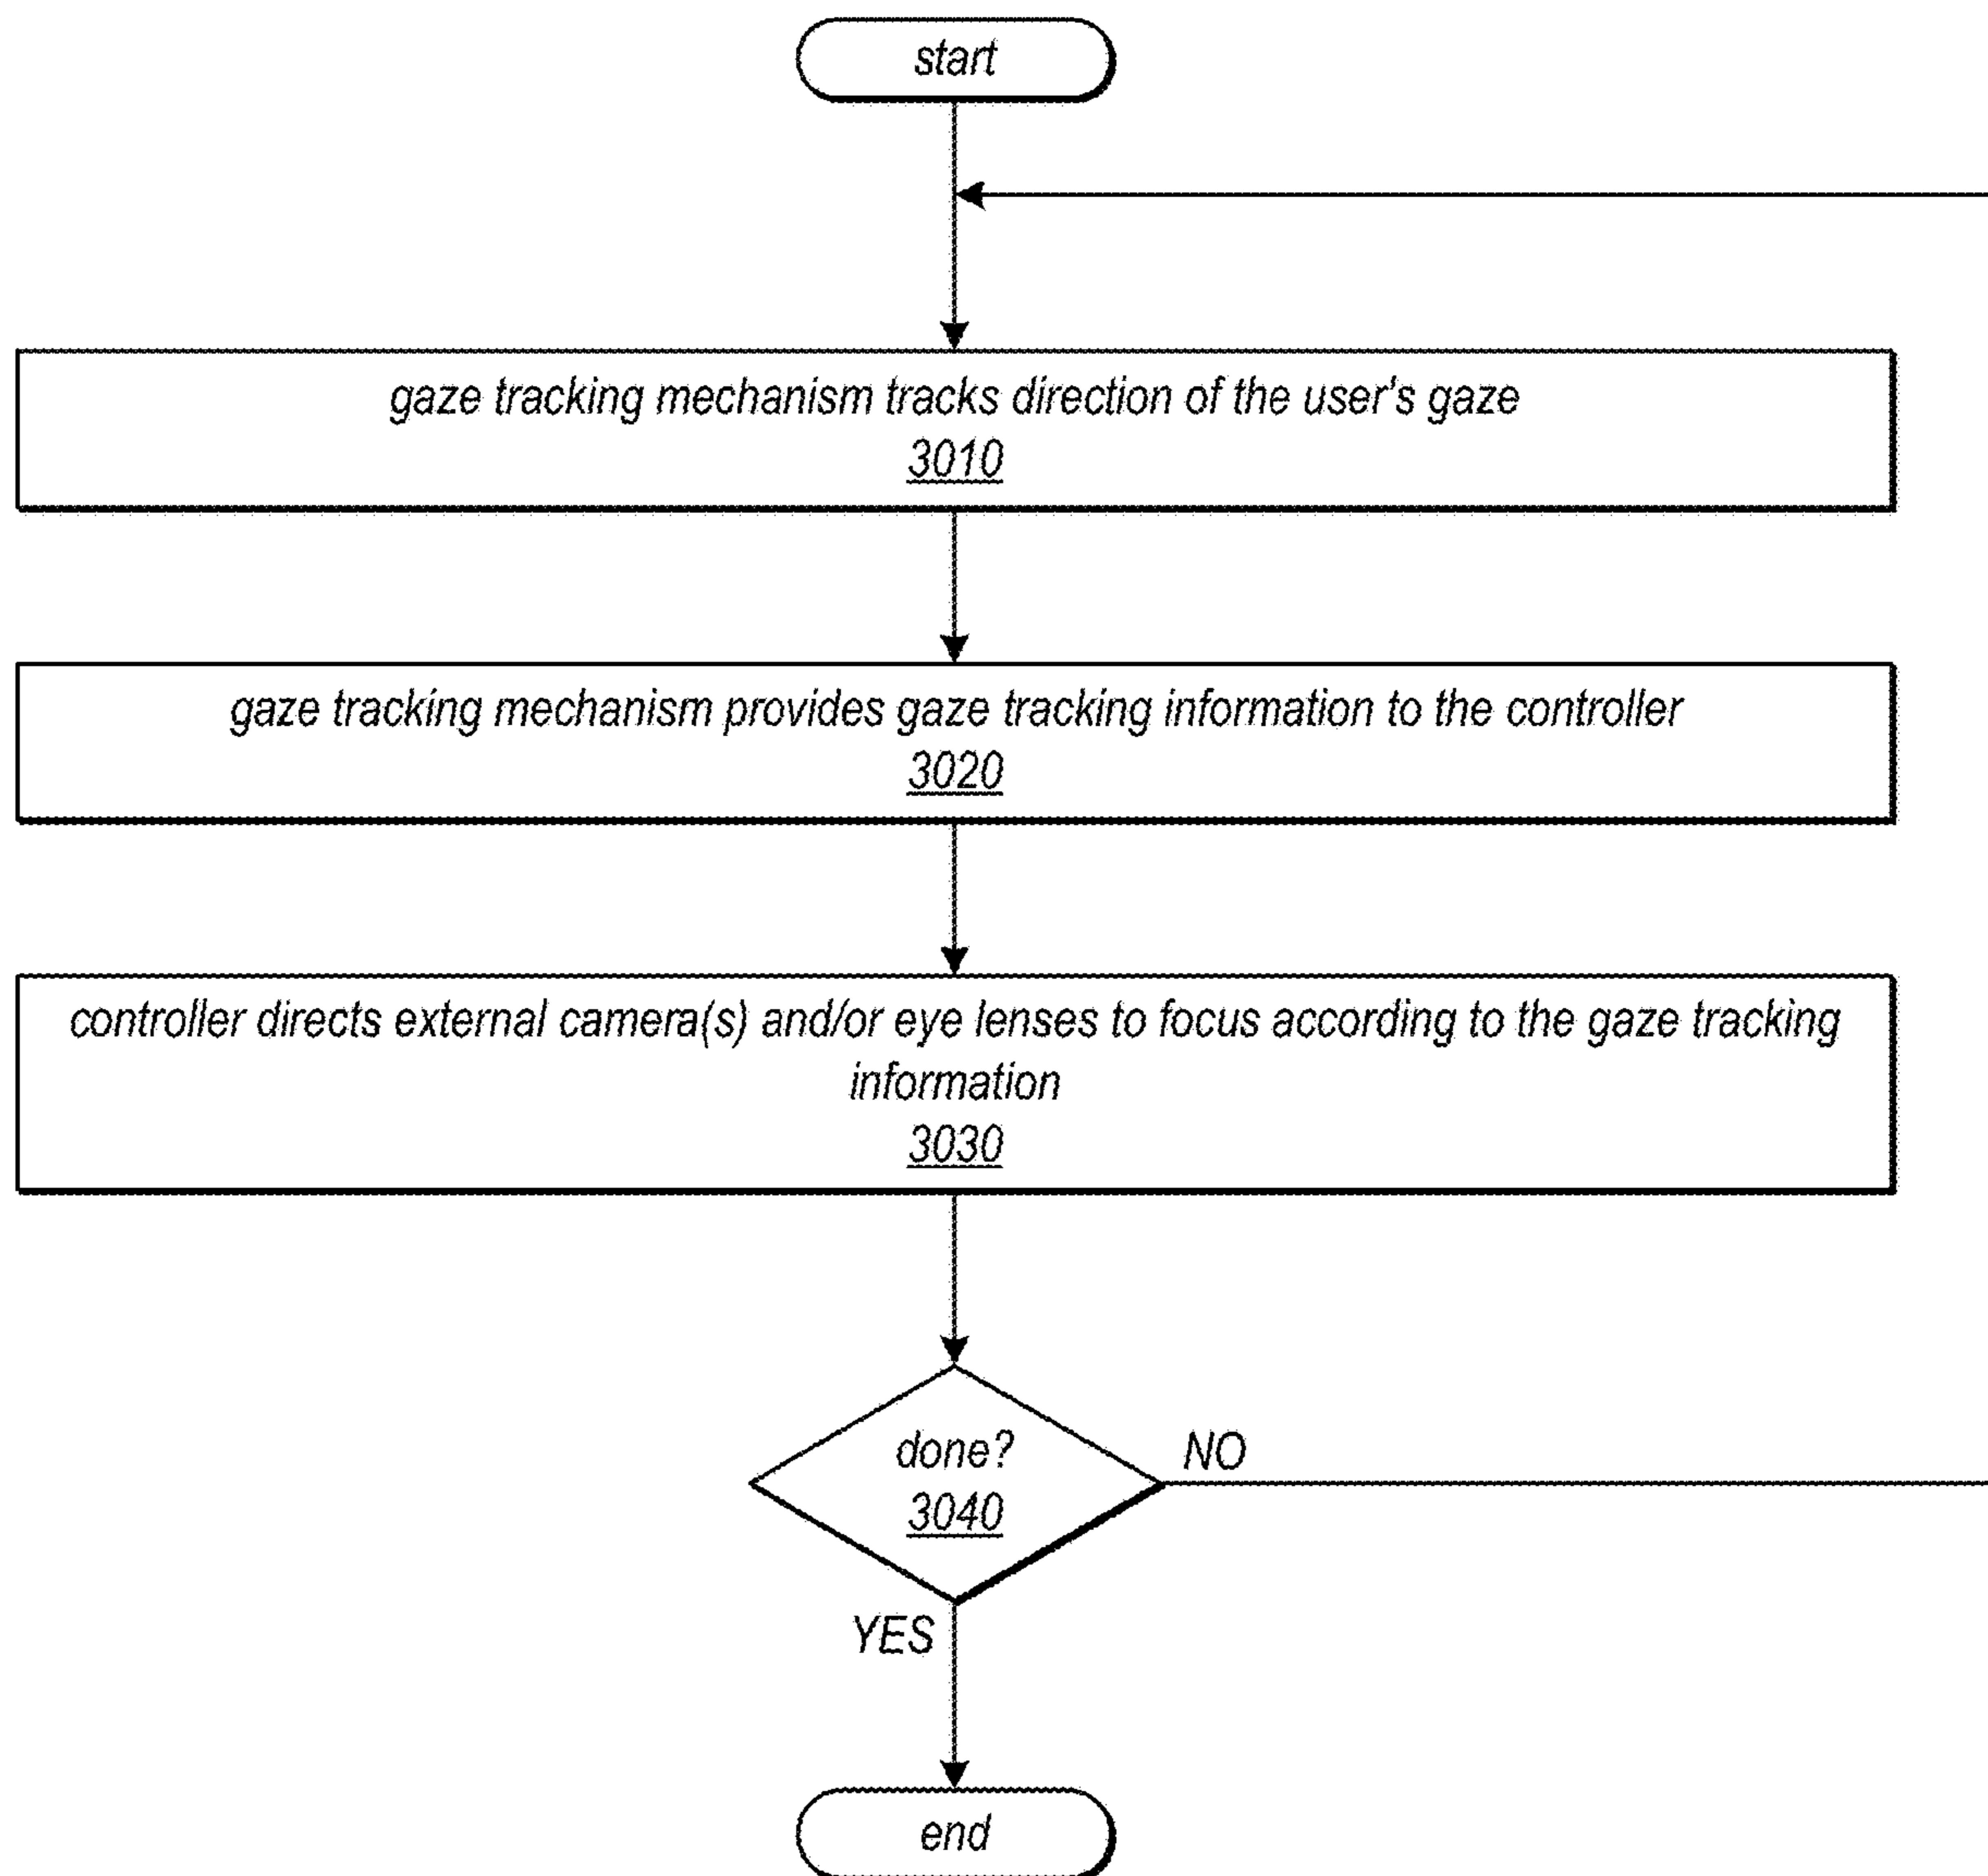 start
gaze tracking mechanism tracks direction of the user's gaze
3010
gaze tracking mechanism provides gaze tracking information to the controller
3020
controller directs external camera(s) and/or eye lenses to focus according to the gaze tracking
information
3030
done?
3040
NO
YES
end